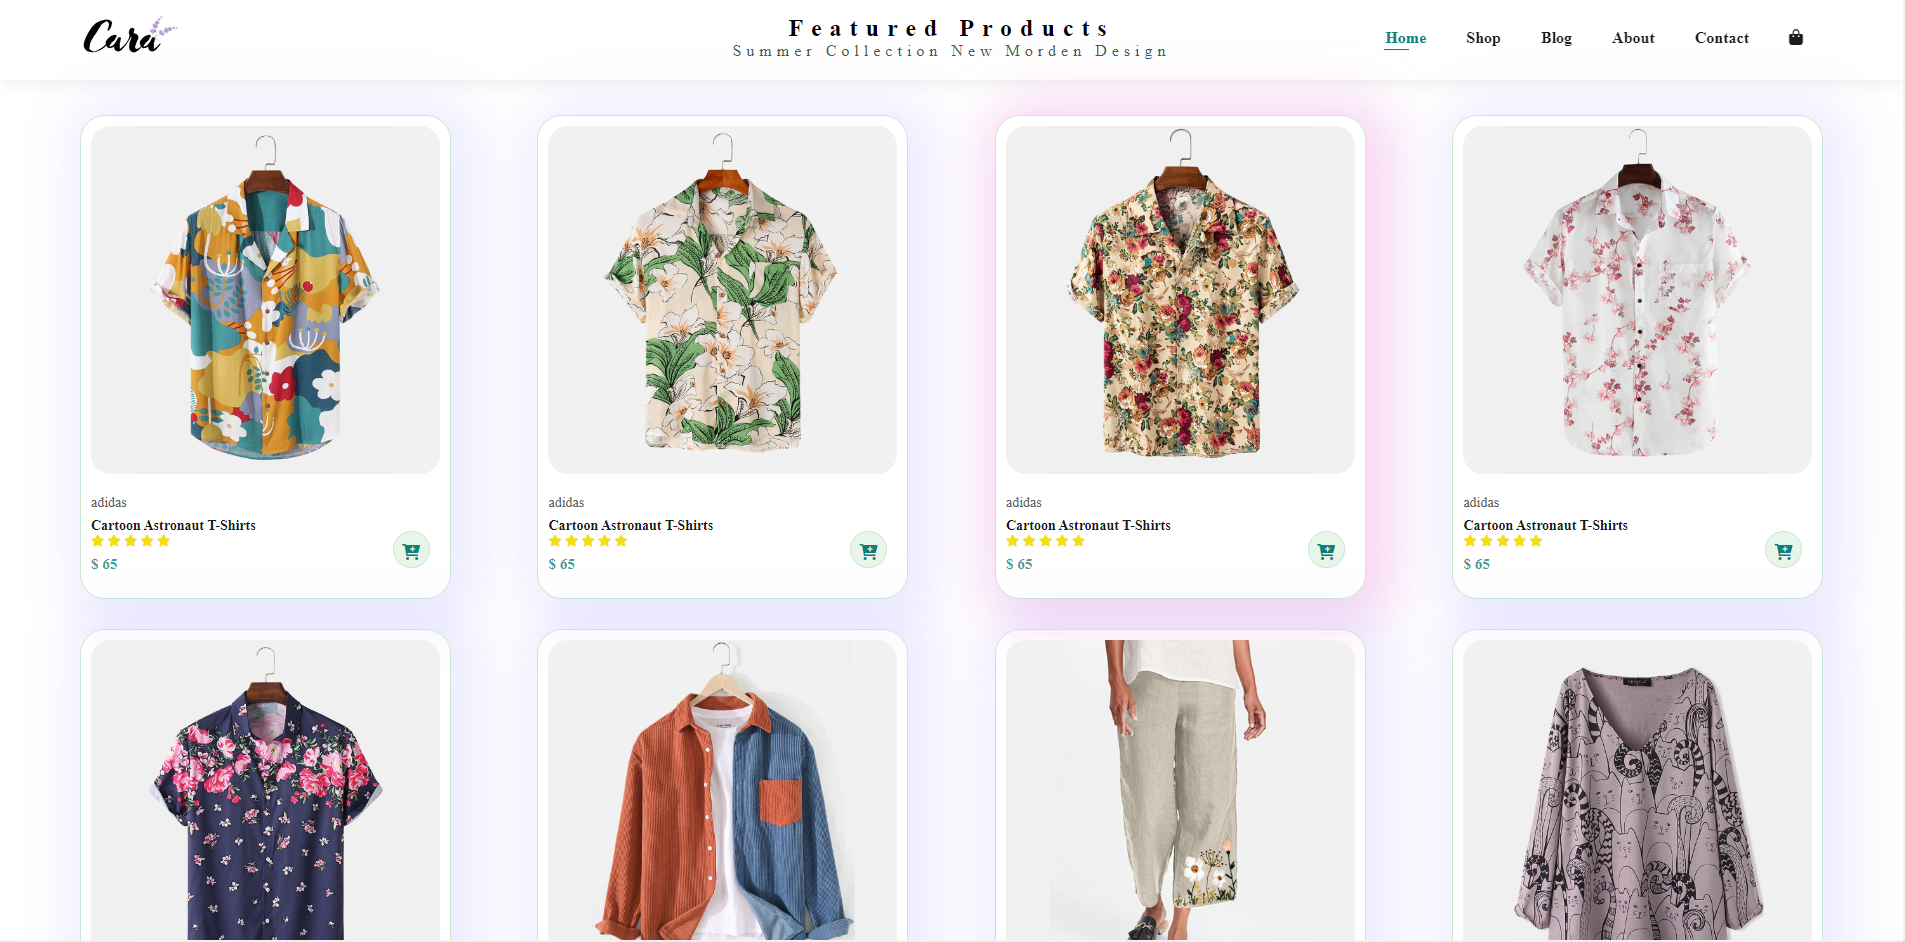 Cara
Featured Products
Summer Collection New Morden Design
Home
Shop
Blog
About
Contact
adidas
Cartoon Astronaut T-Shirts
$ 65
adidas
Cartoon Astronaut T-Shirts
$ 65
adidas
Cartoon Astronaut T-Shirts
$ 65
adidas
Cartoon Astronaut T-Shirts
$ 65